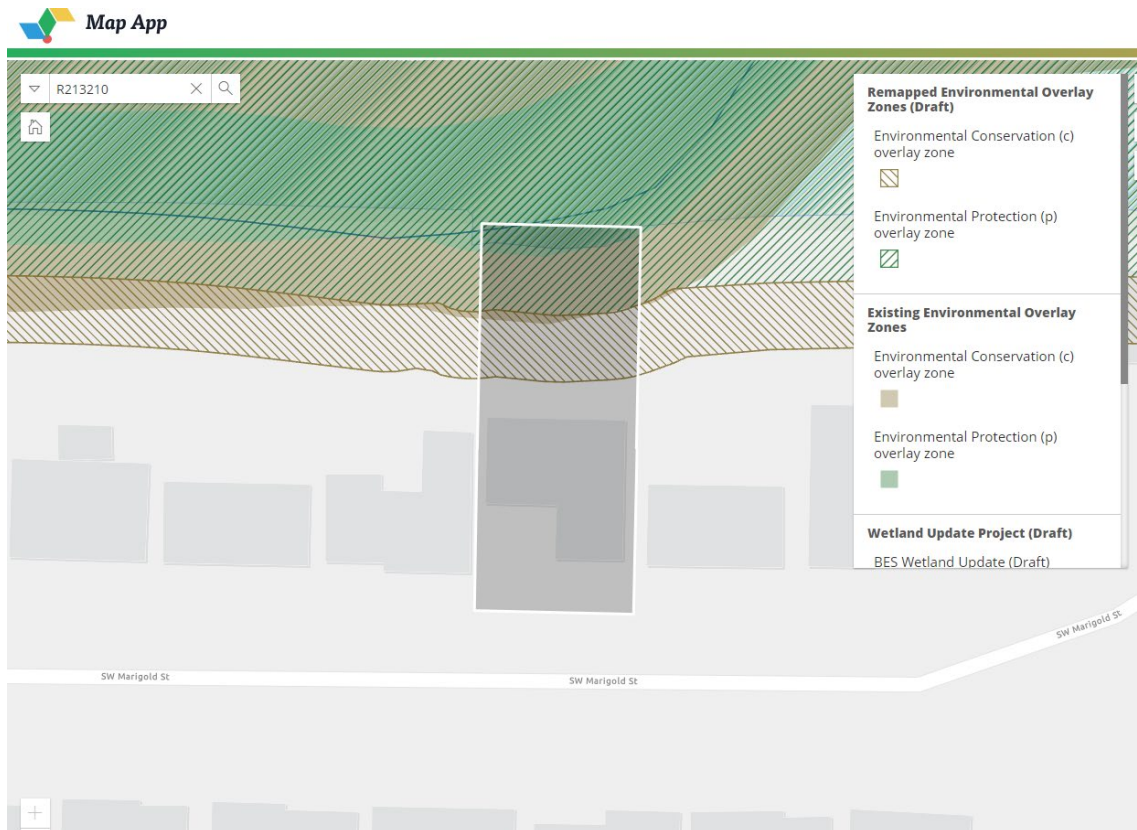 Map App
R213210
Remapped Environmental Overlay
Zones (Draft)
Environmental Conservation (c)
overlay zone
Environmental Protection (p)
overlay zone
Existing Environmental Overlay
Zones
Environmental Conservation (c)
overlay zone
Environmental Protection (p)
overlay zone
Wetland Update Project (Draft)
BES Wetland Update (Draft)
SW Marigold St
SW Marigold St
SW Marigold St